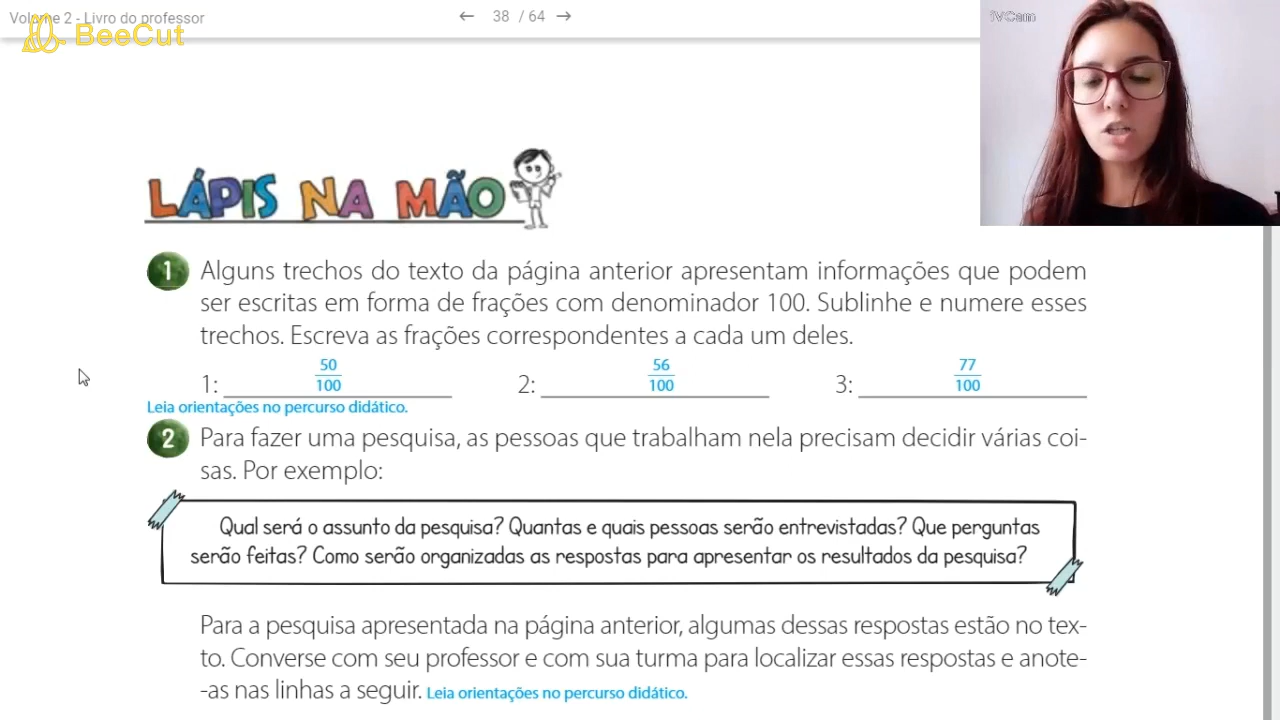 Volume 2 - Livro do professor
← 38 / 64 →
BeeCut
iVCam
LÁPIS NA MÃO
1 Alguns trechos do texto da página anterior apresentam informações que podem
ser escritas em forma de frações com denominador 100. Sublinhe e numere esses
trechos. Escreva as frações correspondentes a cada um deles.
1: 50/100 2: 56/100 3: 77/100
Leia orientações no percurso didático.
2 Para fazer uma pesquisa, as pessoas que trabalham nela precisam decidir várias coi-
sas. Por exemplo:
Qual será o assunto da pesquisa? Quantas e quais pessoas serão entrevistadas? Que perguntas
serão feitas? Como serão organizadas as respostas para apresentar os resultados da pesquisa?
Para a pesquisa apresentada na página anterior, algumas dessas respostas estão no tex-
to. Converse com seu professor e com sua turma para localizar essas respostas e anote-
-as nas linhas a seguir. Leia orientações no percurso didático.